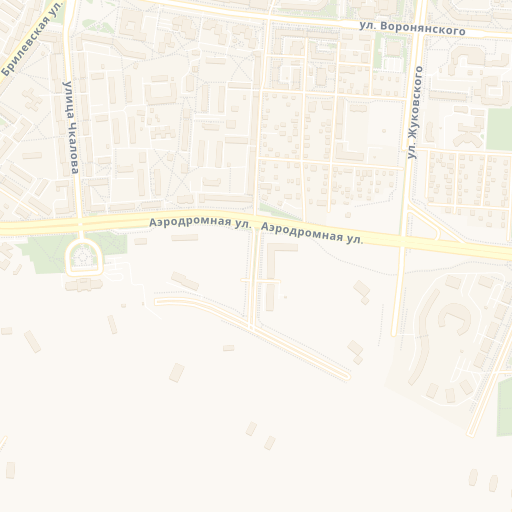 Брилевская ул.
ул. Воронянского
улица Чкалова
ул. Жуковского
Аэродромная ул.
Аэродромная ул.